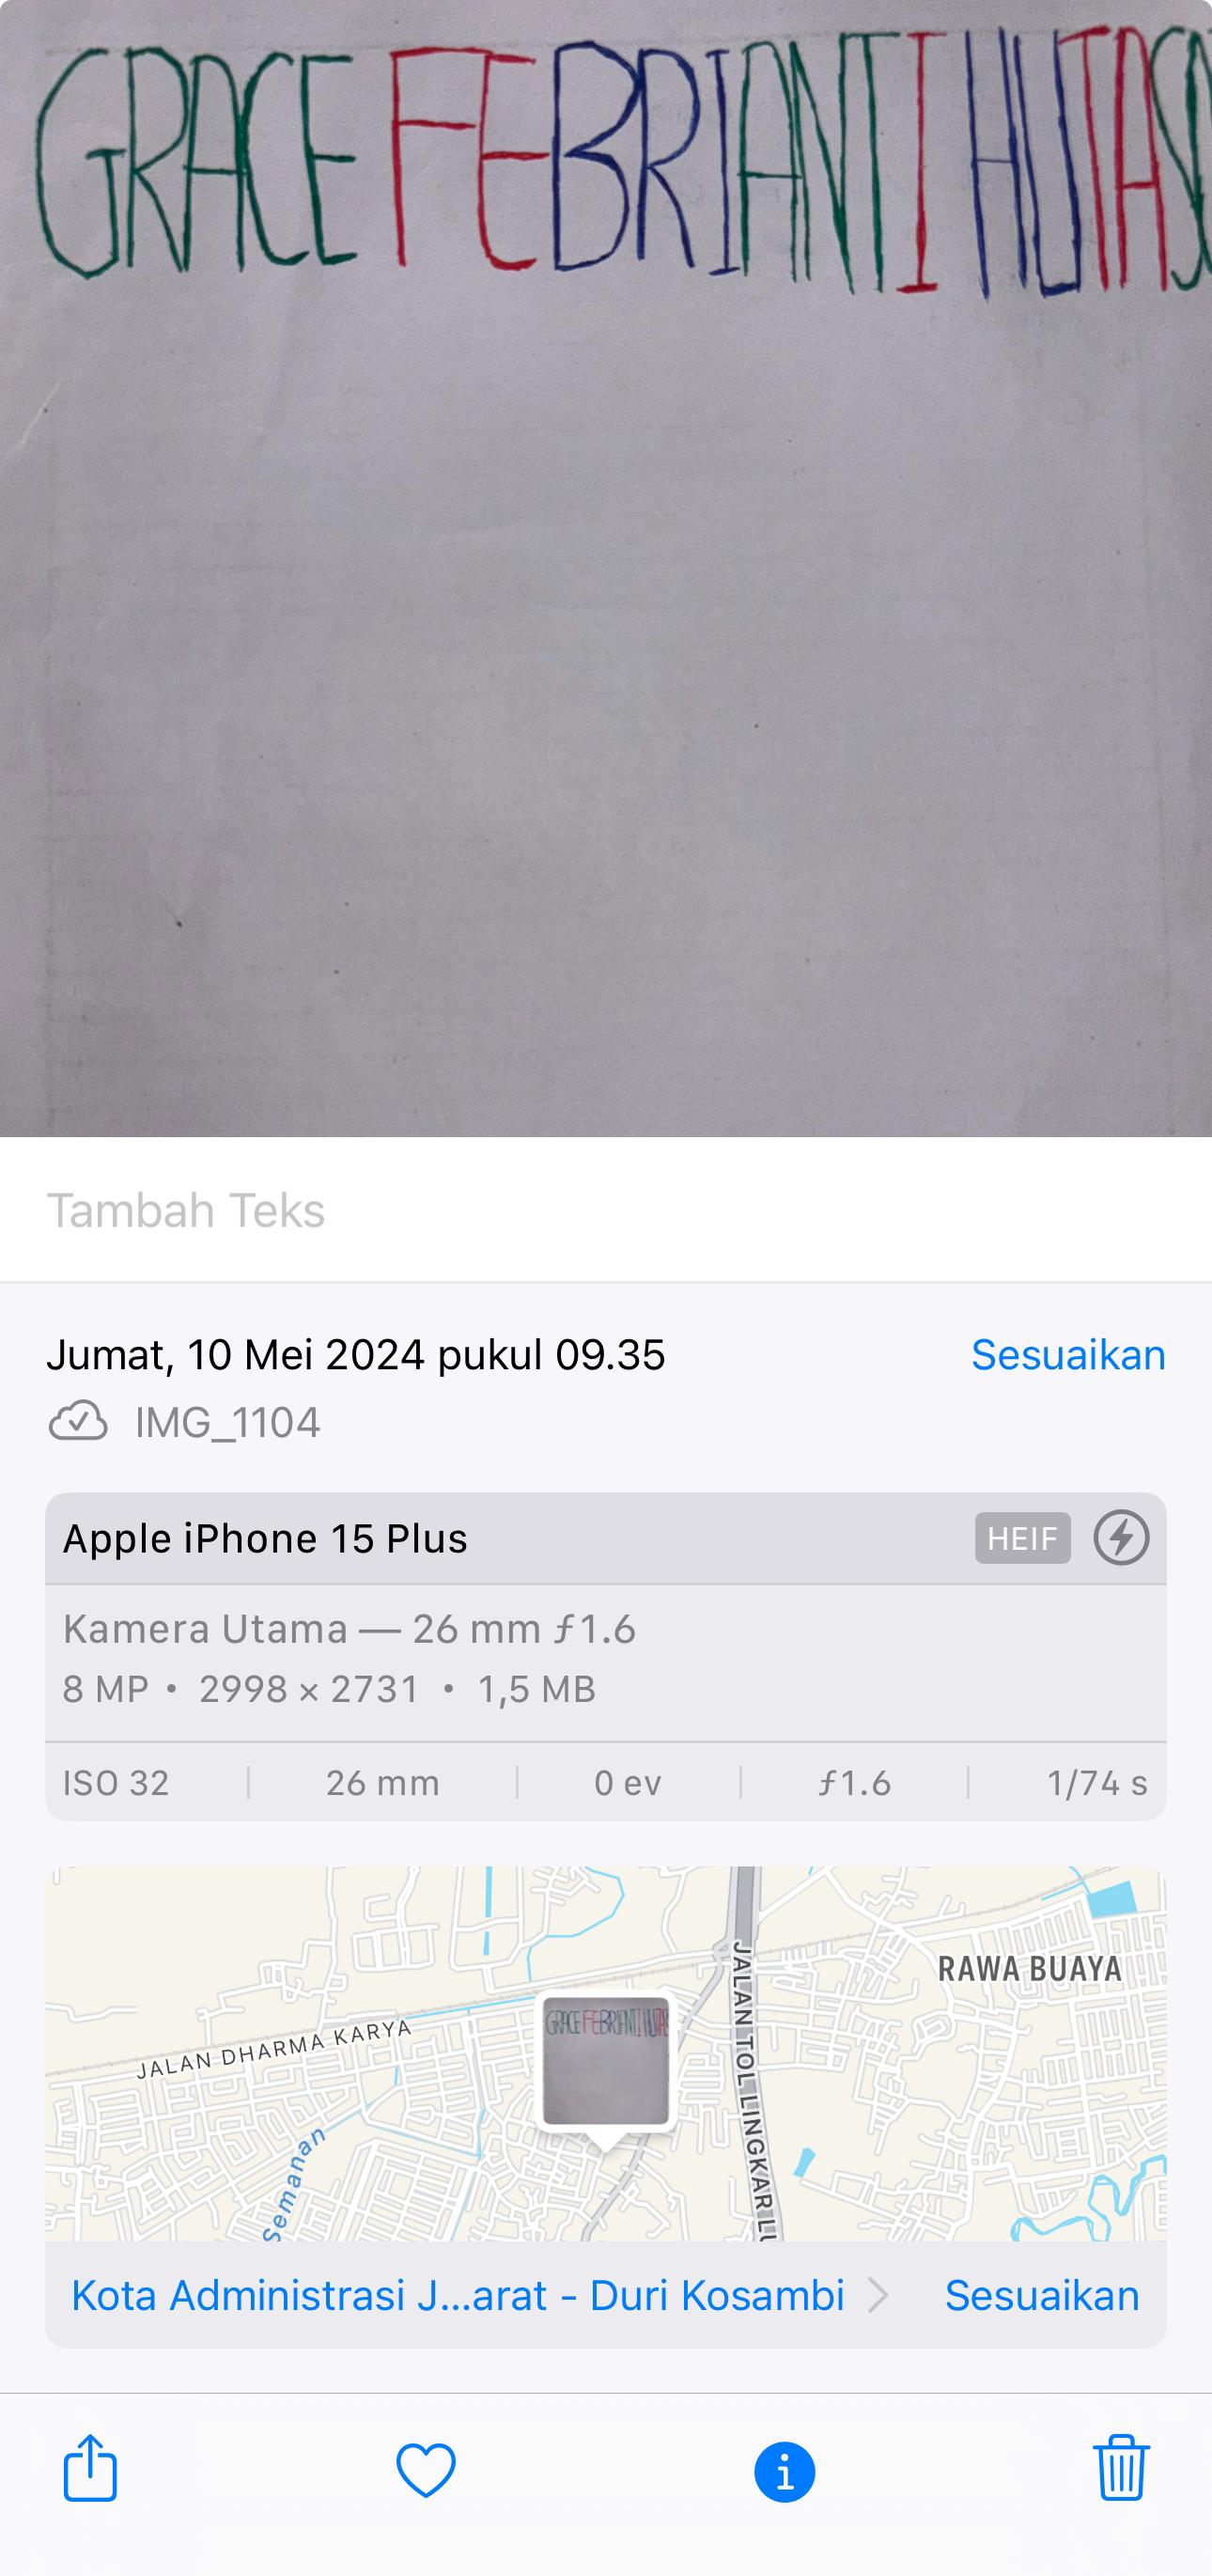 GRACE FEBRIANTI HUTAS
Tambah Teks
Jumat, 10 Mei 2024 pukul 09.35
Sesuaikan
IMG_1104
Apple iPhone 15 Plus
HEIF
Kamera Utama — 26 mm ƒ1.6
8 MP • 2998 × 2731 • 1,5 MB
ISO 32 | 26 mm | 0 ev | ƒ1.6 | 1/74 s
RAWA BUAYA
JALAN DHARMA KARYA
JALAN TOL LINGKAR LU
Semanan
GRACE FEBRIANTI HUTAS
Kota Administrasi J...arat - Duri Kosambi
Sesuaikan